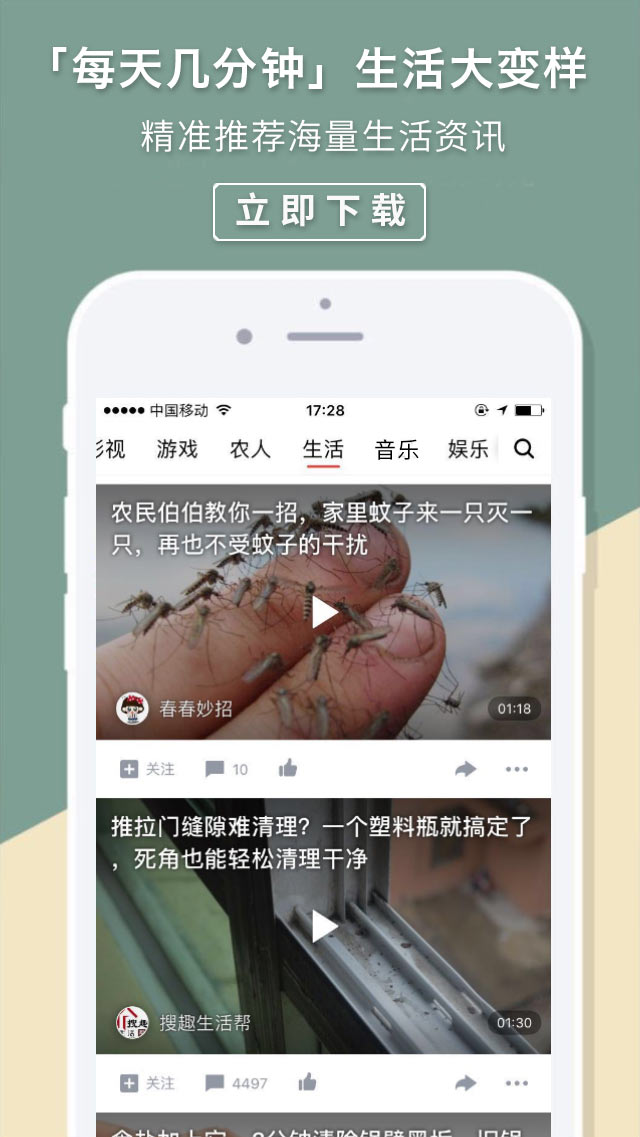 「每天几分钟」生活大变样
精准推荐海量生活资讯
立即下载
中国移动 17:28
影视 游戏 农人 生活 音乐 娱乐
农民伯伯教你一招，家里蚊子来一只灭一
只，再也不受蚊子的干扰
春春妙招 01:18
关注 10
推拉门缝隙难清理？一个塑料瓶就搞定了
，死角也能轻松清理干净
搜趣生活帮 01:30
关注 4497